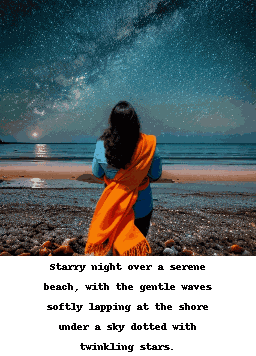 Starry night over a serene
beach, with the gentle waves
softly lapping at the shore
under a sky dotted with
twinkling stars.